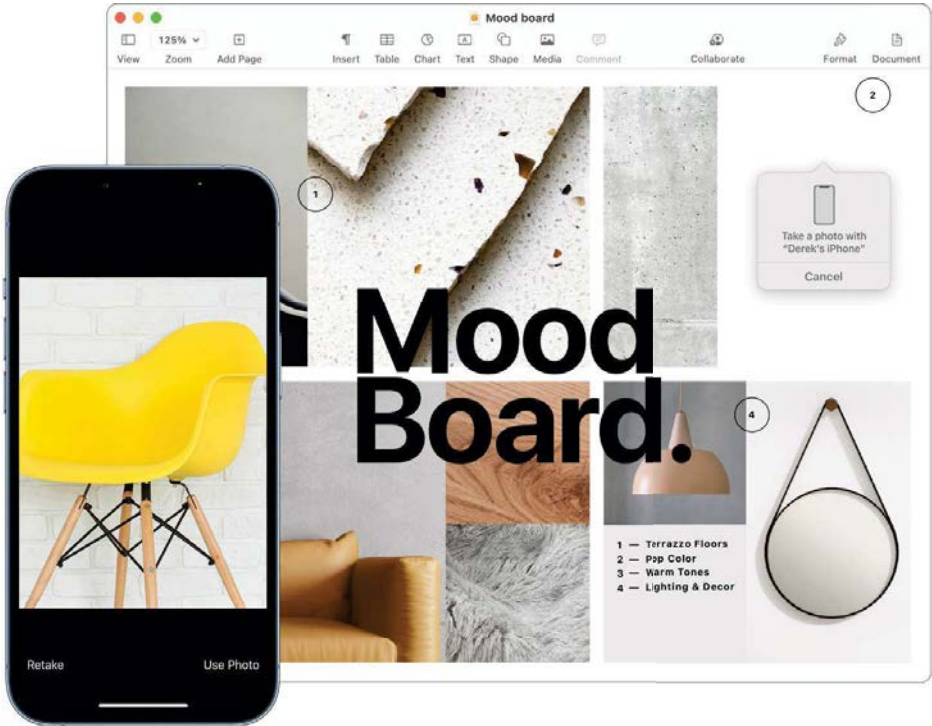 Mood board
125%
View
Zoom
Add Page
Insert
Table
Chart
Text
Shape
Media
Comment
Collaborate
Format
Document
2
1
Take a photo with
“Derek’s iPhone”
Cancel
Mood
Board.
4
1 — Terrazzo Floors
2 — Pop Color
3 — Warm Tones
4 — Lighting & Decor
Retake
Use Photo